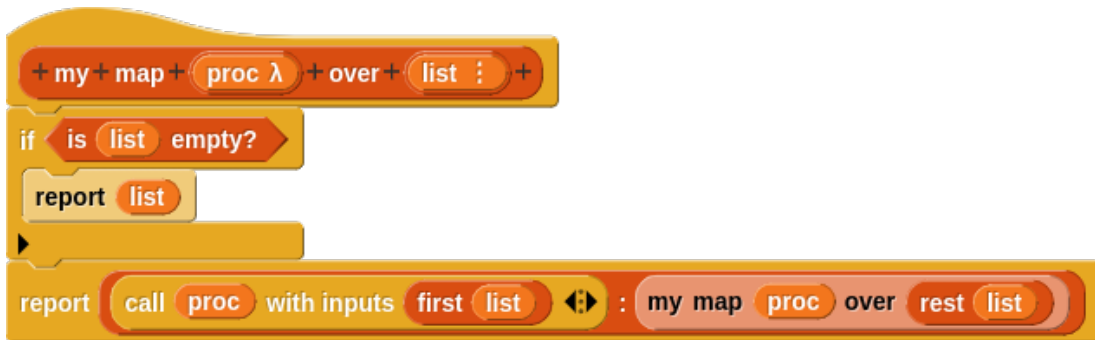 + my + map + proc λ + over + list ⋮ +
if is list empty?
report list
report call proc with inputs first list : my map proc over rest list